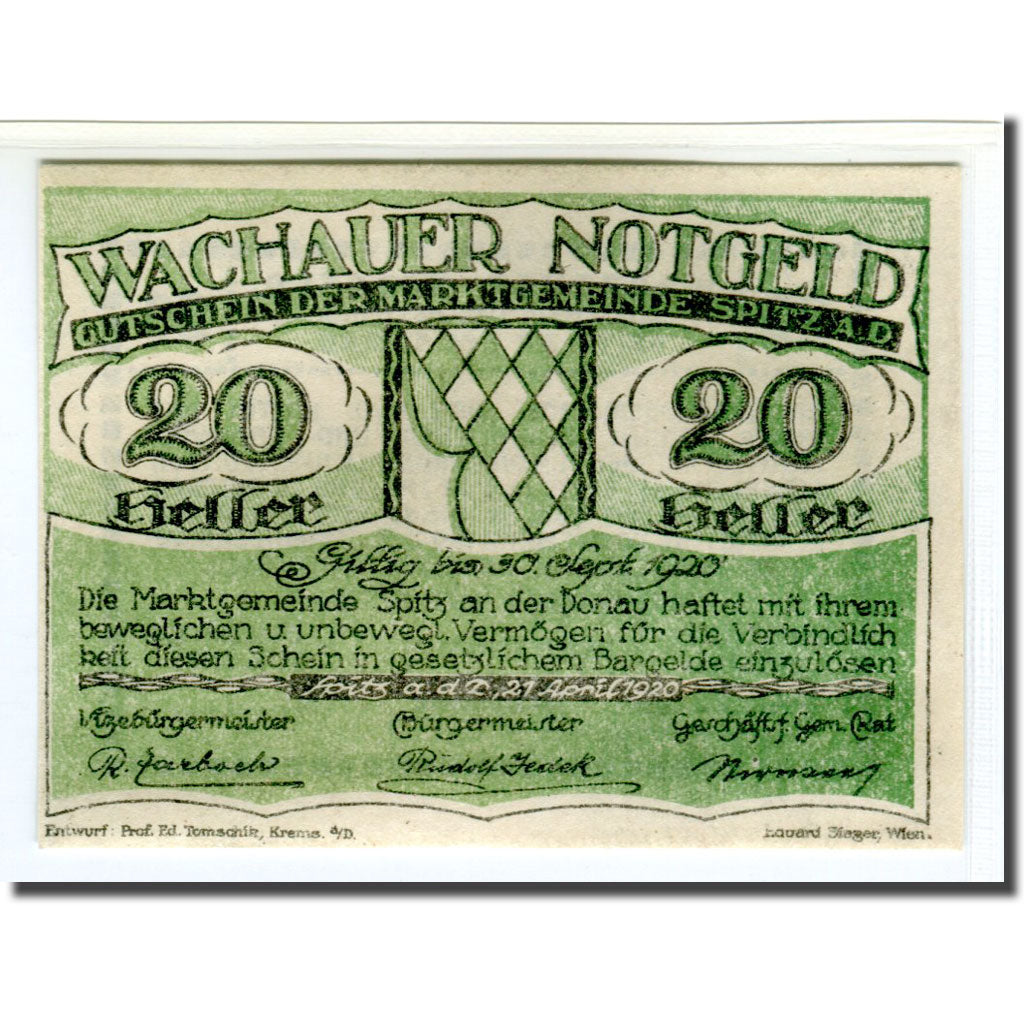 WACHAUER NOTGELD
GUTSCHEIN DER MARKTGEMEINDE SPITZ A.D.
20 20
Heller Heller
Gültig bis 30. Sept. 1920
Die Marktgemeinde Spitz an der Donau haftet mit ihrem
beweglichen u. unbewegl. Vermögen für die Verbindlich
keit diesen Schein in gesetzlichem Bargelde einzulösen
Spitz a. d. D., 21. April 1920
Vizebürgermeister Bürgermeister Geschäftsf. Gem. Rat
Rudolf
Entwurf: Prof. Ed. Tomschik, Krems. a/D. Eduard Sieger, Wien.